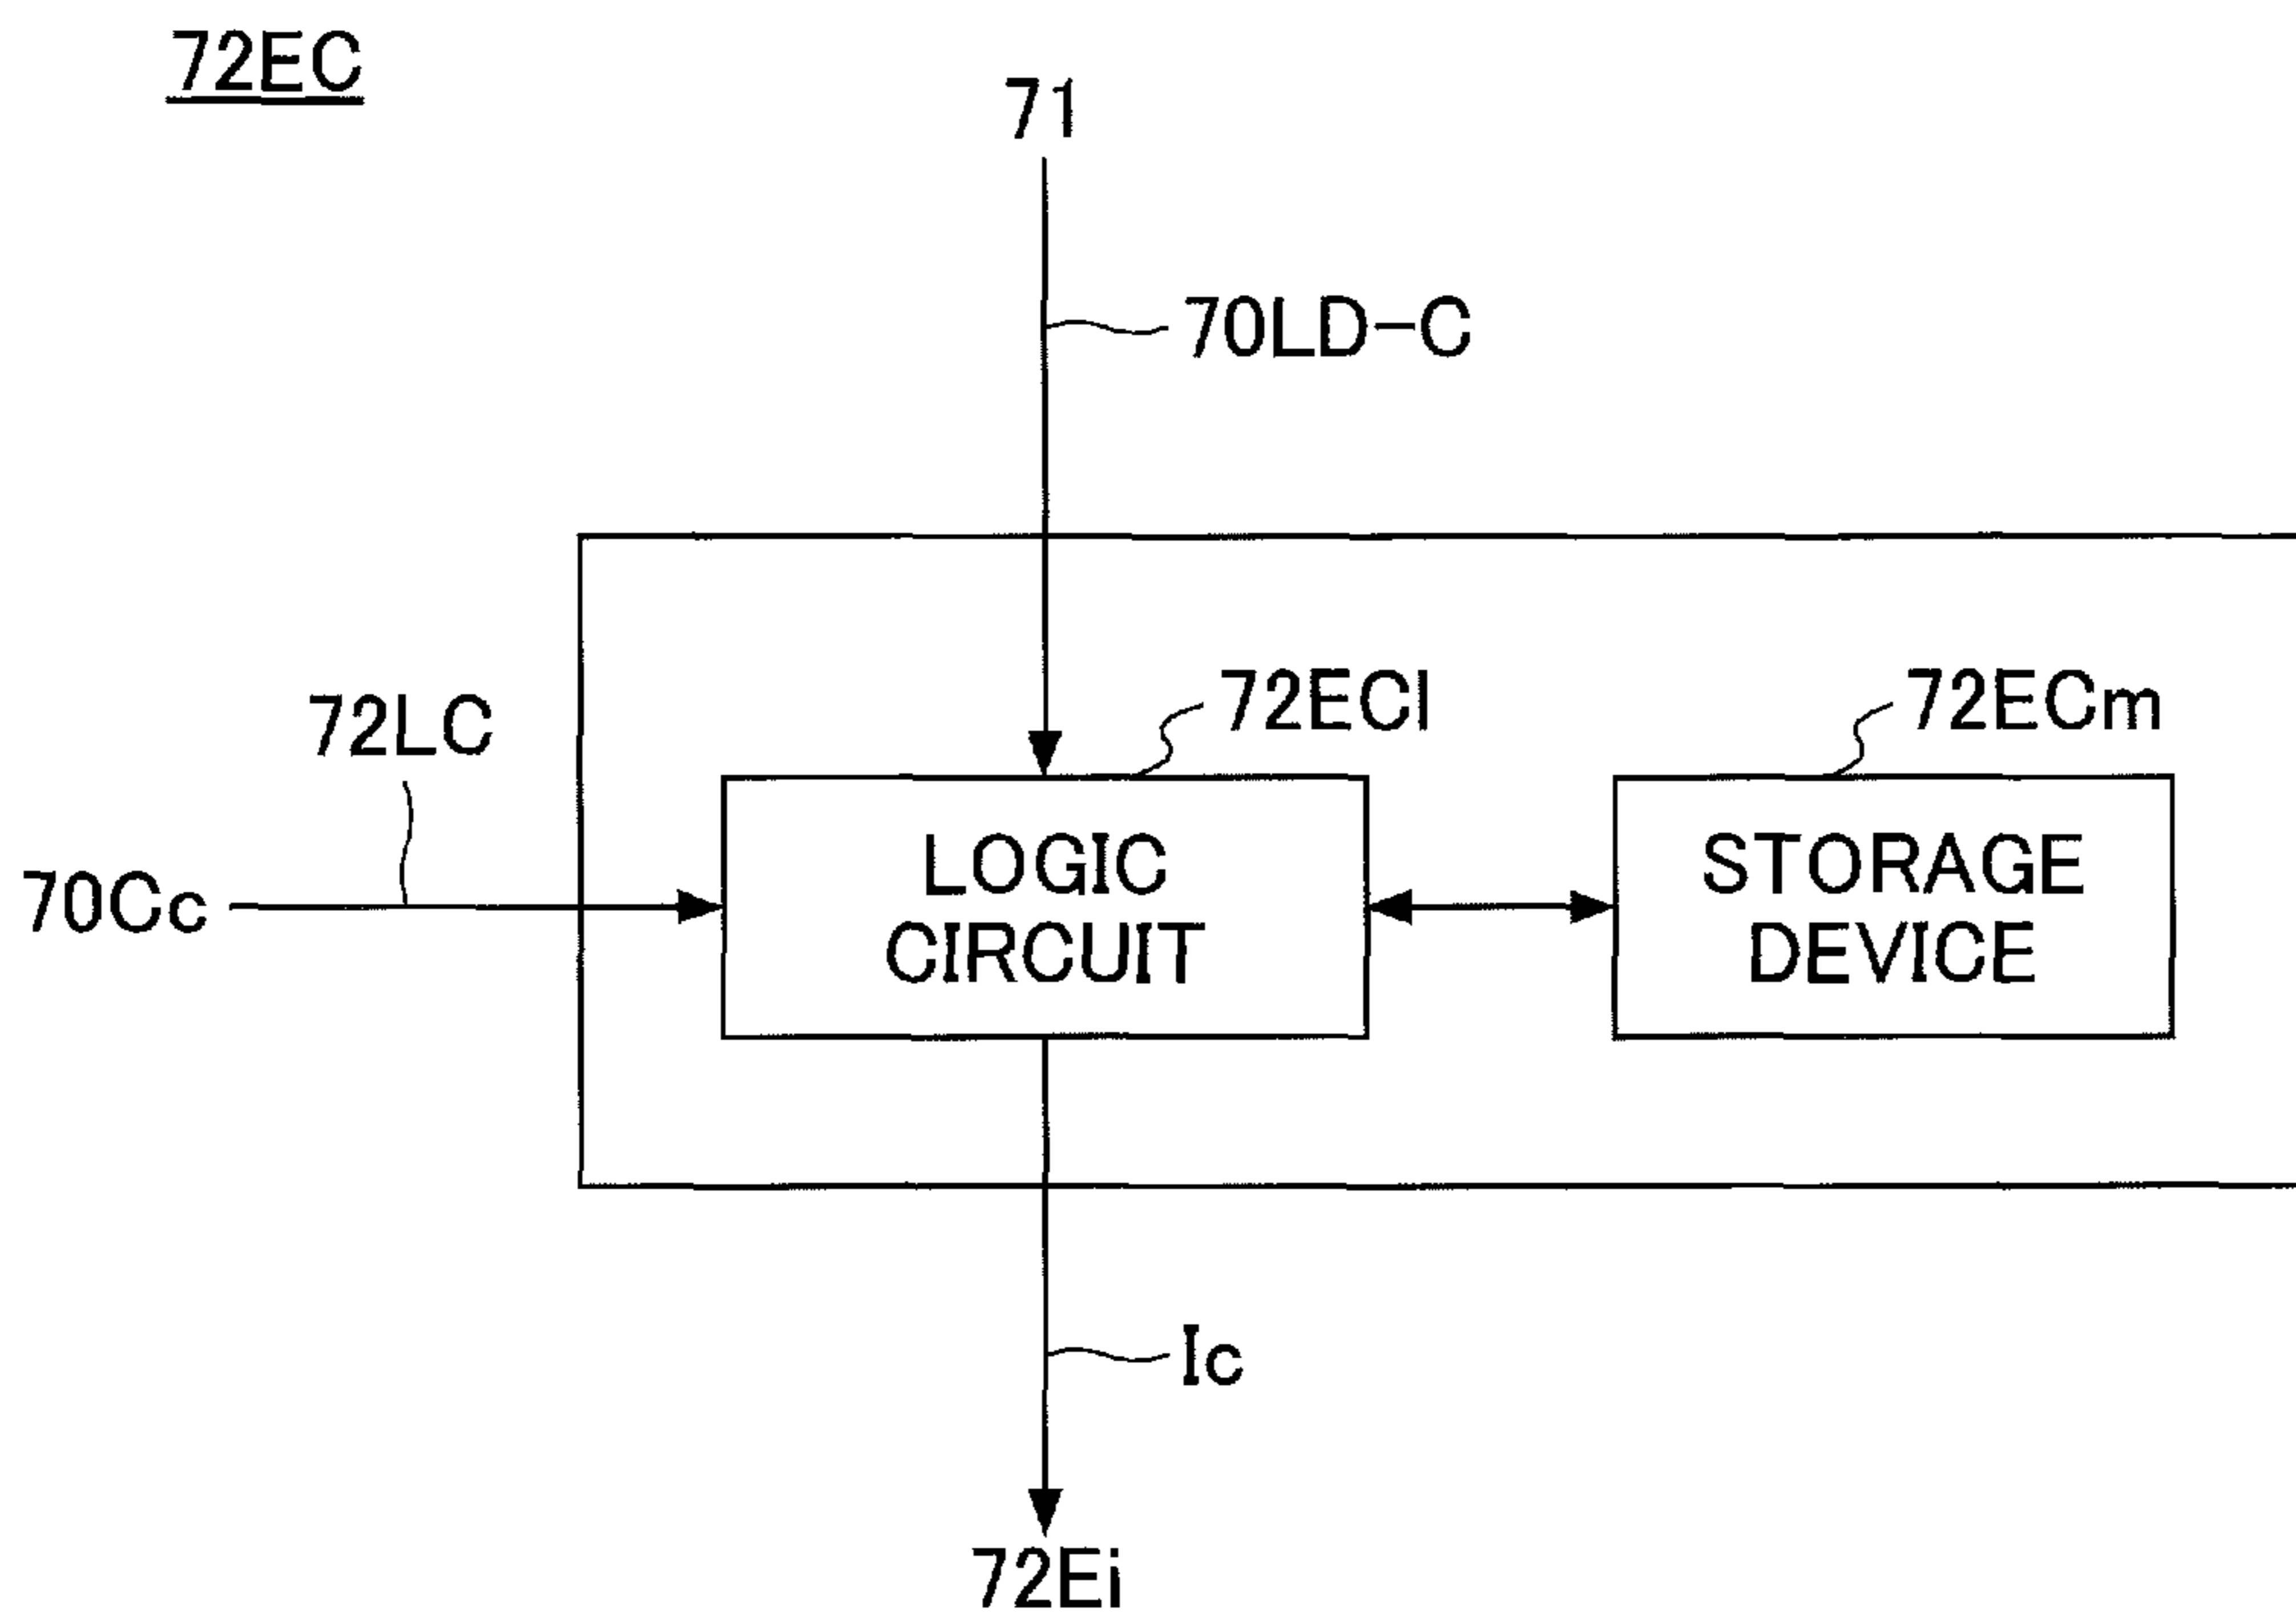 72EC
71
70LD-C
72ECl
72ECm
72LC
70Cc
LOGIC
CIRCUIT
STORAGE
DEVICE
Ic
72Ei